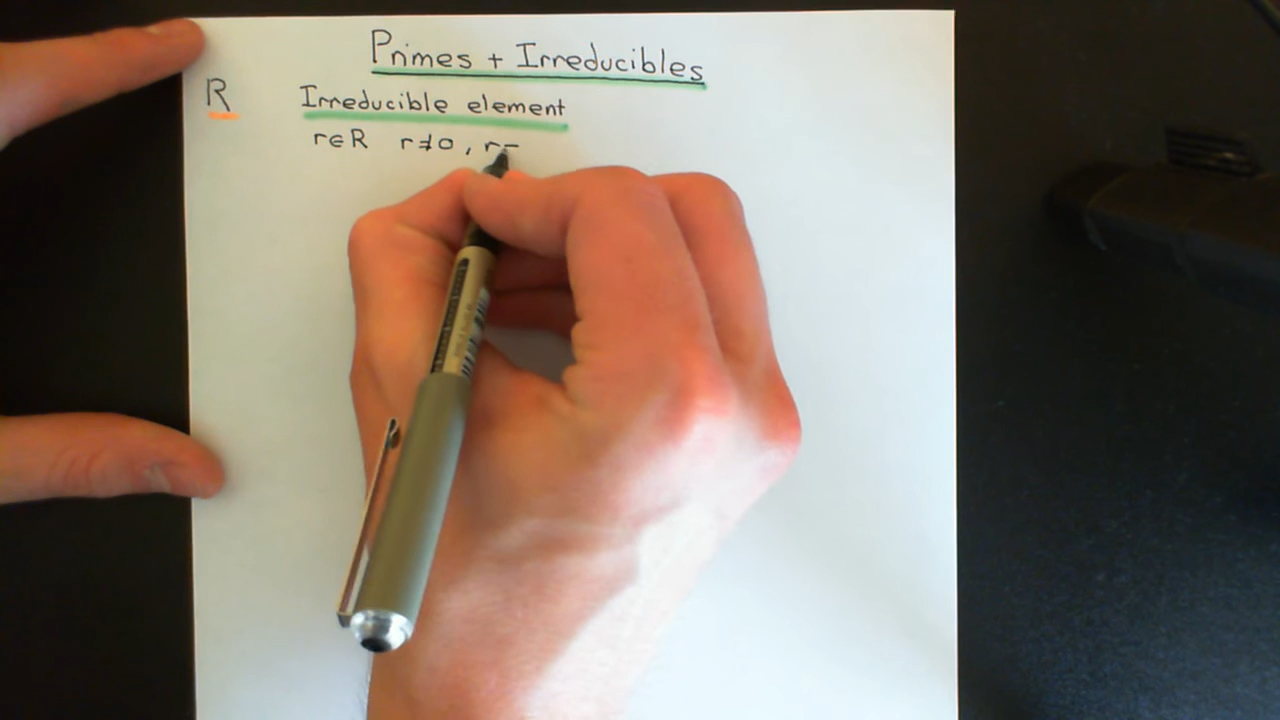 Primes + Irreducibles
R Irreducible element
r∈R r≠0, r-